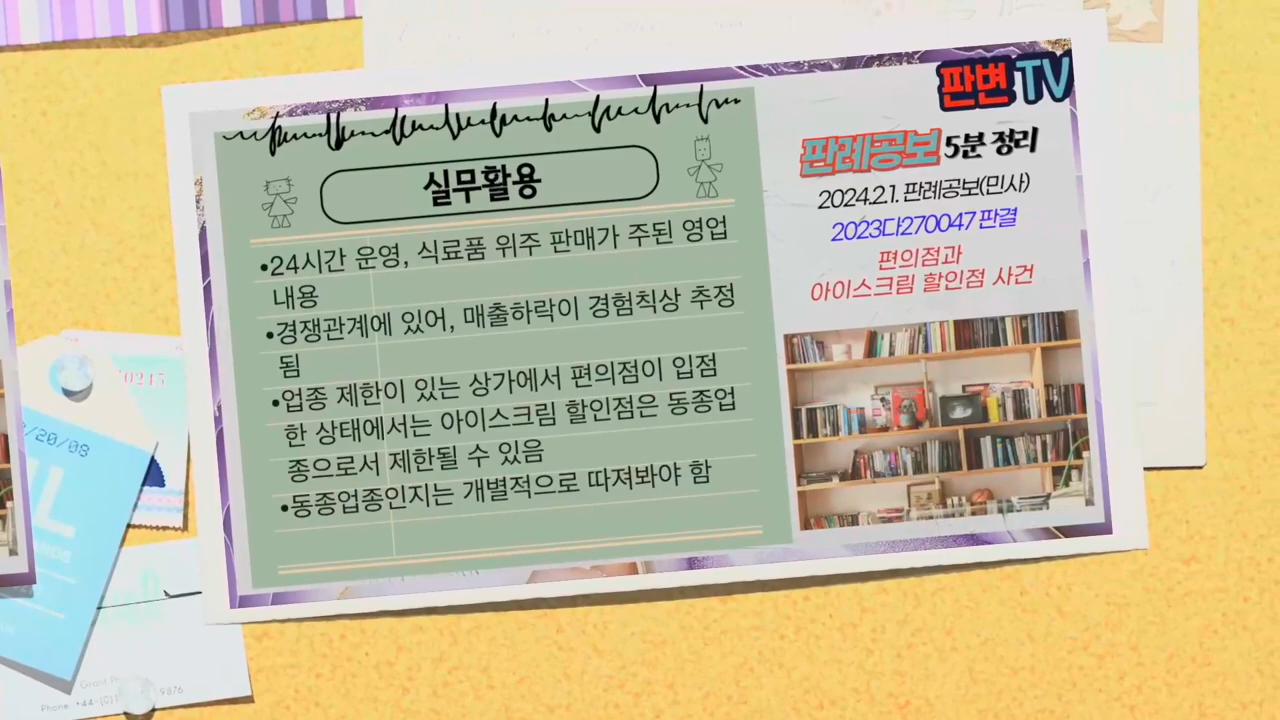 판변 TV
판례공보 5분 정리
2024.2.1. 판례공보(민사)
2023다270047 판결
편의점과
아이스크림 할인점 사건
실무활용
•24시간 운영, 식료품 위주 판매가 주된 영업
내용
•경쟁관계에 있어, 매출하락이 경험칙상 추정
됨
•업종 제한이 있는 상가에서 편의점이 입점
한 상태에서는 아이스크림 할인점은 동종업
종으로서 제한될 수 있음
•동종업종인지는 개별적으로 따져봐야 함
/20/08
9876